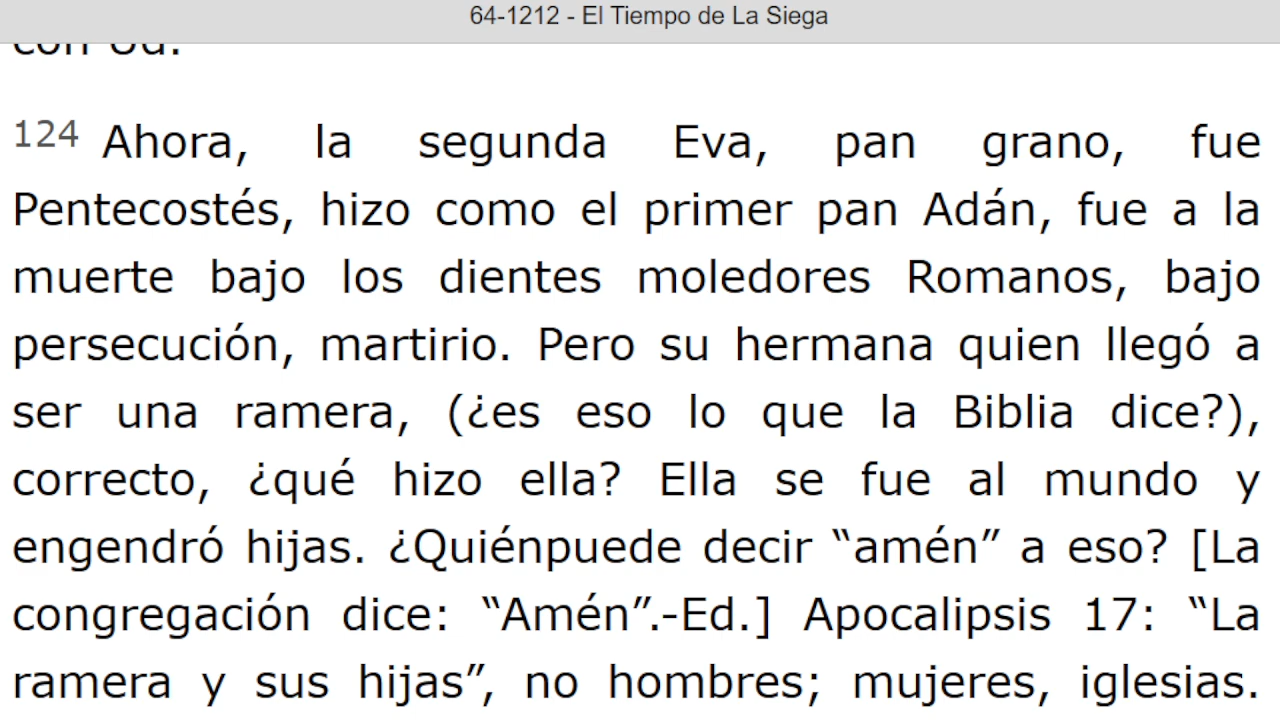 64-1212 - El Tiempo de La Siega
con Ud.
124 Ahora, la segunda Eva, pan grano, fue
Pentecostés, hizo como el primer pan Adán, fue a la
muerte bajo los dientes moledores Romanos, bajo
persecución, martirio. Pero su hermana quien llegó a
ser una ramera, (¿es eso lo que la Biblia dice?),
correcto, ¿qué hizo ella? Ella se fue al mundo y
engendró hijas. ¿Quiénpuede decir “amén” a eso? [La
congregación dice: “Amén”.-Ed.] Apocalipsis 17: “La
ramera y sus hijas”, no hombres; mujeres, iglesias.